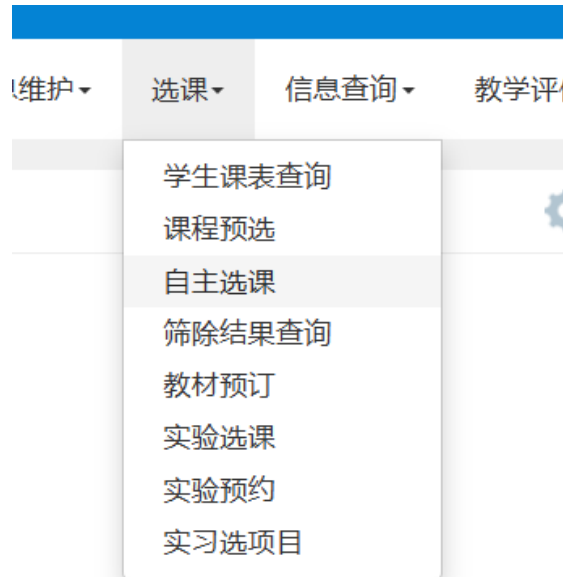 维护 选课 信息查询 教学评
学生课表查询
课程预选
自主选课
筛除结果查询
教材预订
实验选课
实验预约
实习选项目